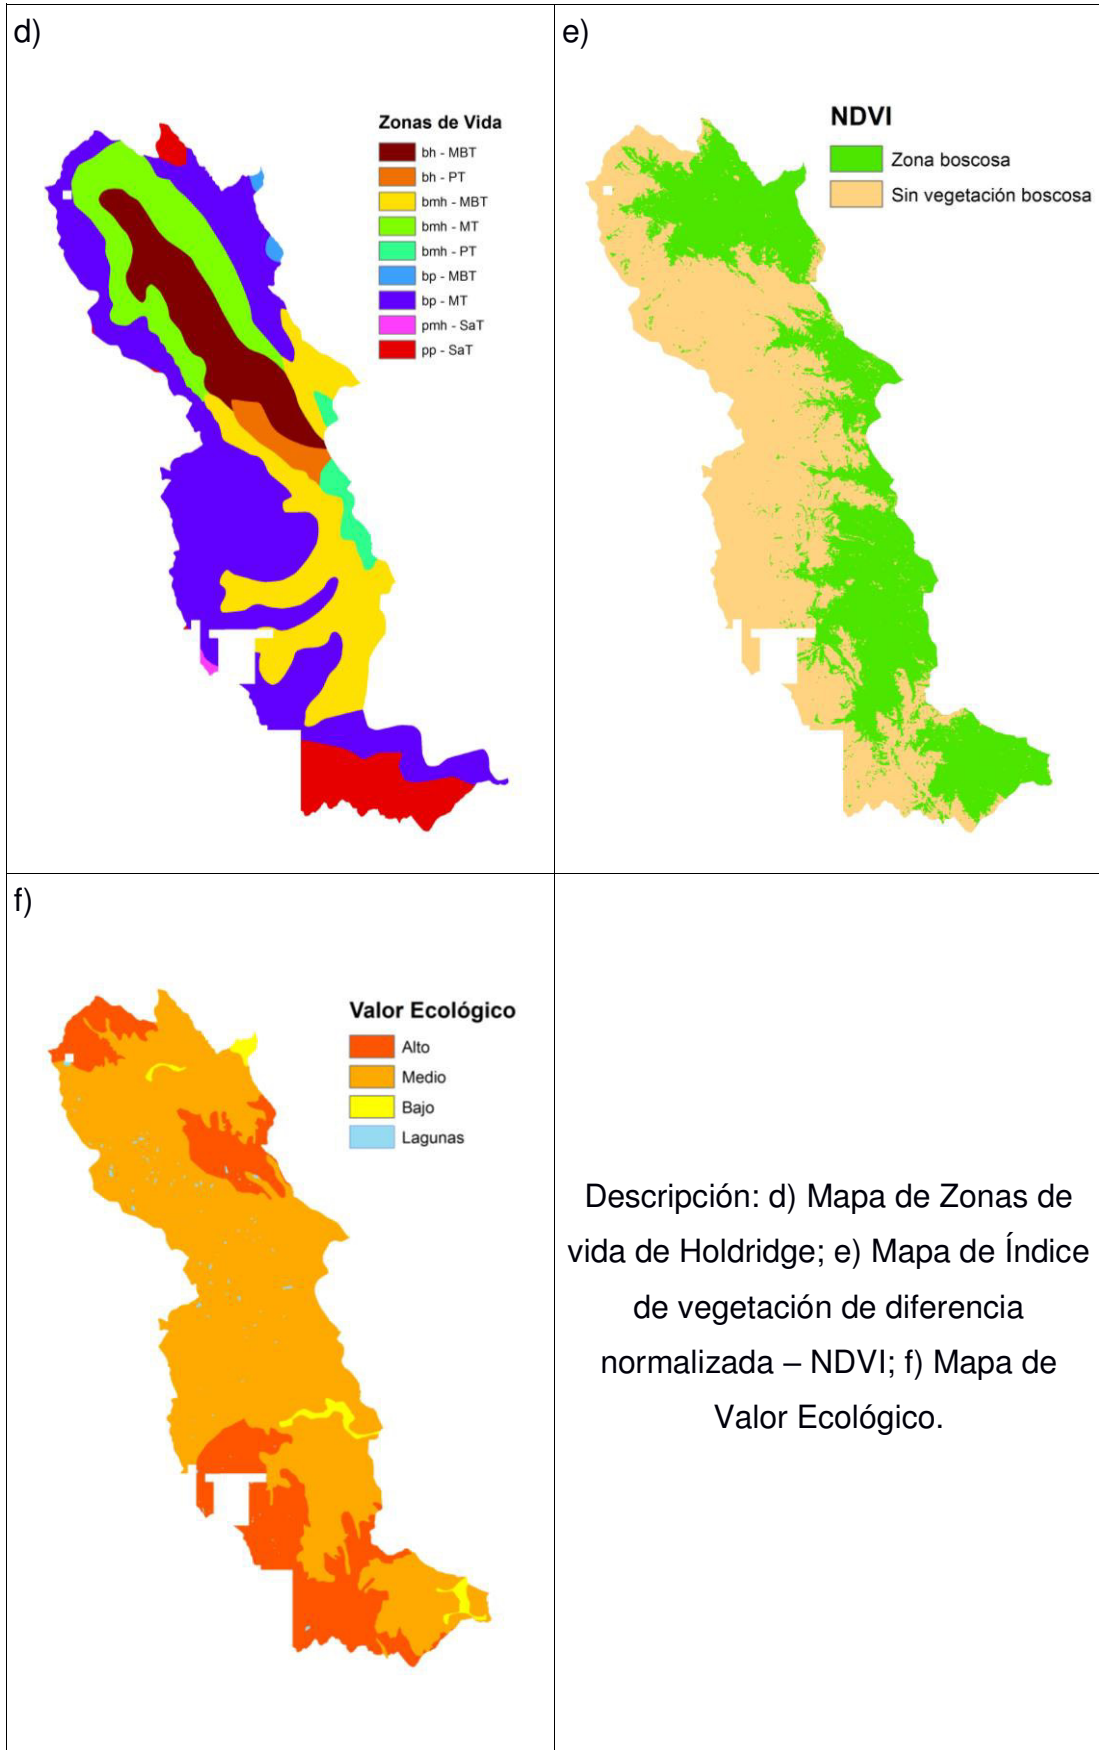 d)
Zonas de Vida
bh - MBT
bh - PT
bmh - MBT
bmh - MT
bmh - PT
bp - MBT
bp - MT
pmh - SaT
pp - SaT
e)
NDVI
Zona boscosa
Sin vegetación boscosa
f)
Valor Ecológico
Alto
Medio
Bajo
Lagunas
Descripción: d) Mapa de Zonas de
vida de Holdridge; e) Mapa de Índice
de vegetación de diferencia
normalizada – NDVI; f) Mapa de
Valor Ecológico.